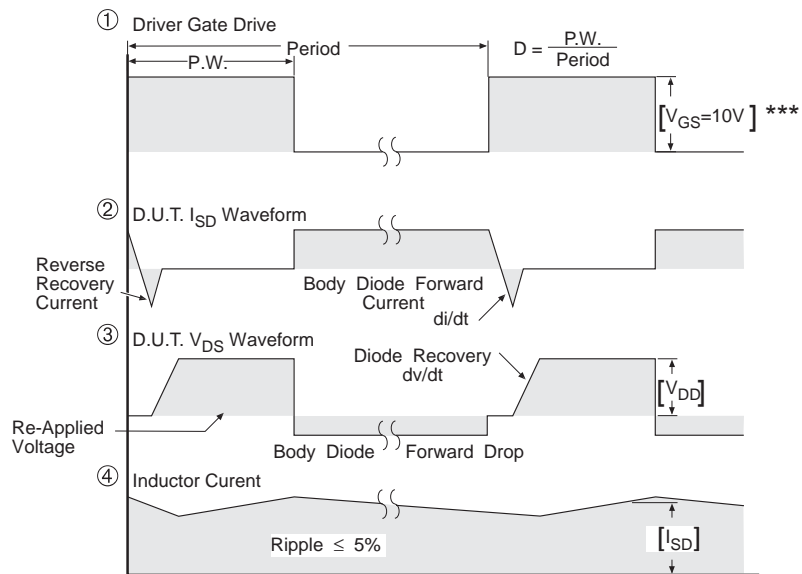 ① Driver Gate Drive
Period
P.W.
D = P.W. / Period
[VGS=10V] ***
② D.U.T. ISD Waveform
Reverse
Recovery
Current
Body Diode Forward
Current
di/dt
③ D.U.T. VDS Waveform
Diode Recovery
dv/dt
[VDD]
Re-Applied
Voltage
Body Diode Forward Drop
④ Inductor Curent
Ripple ≤ 5%
[ISD]